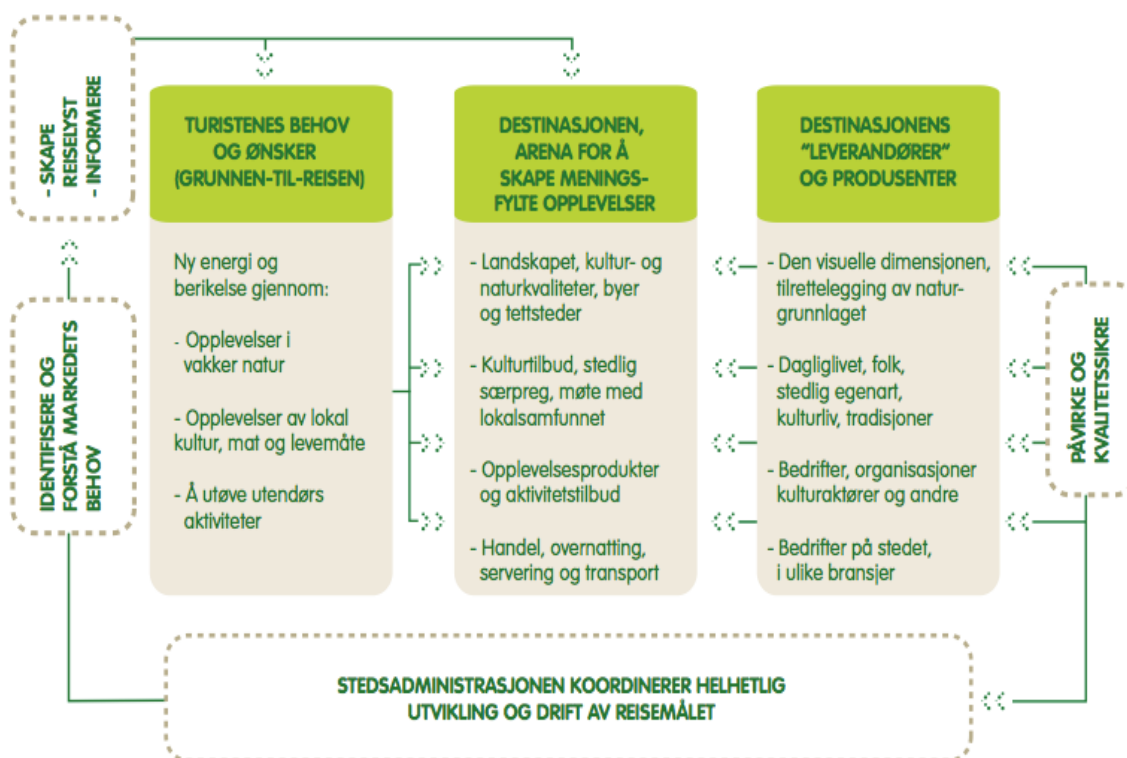 - SKAPE
REISELYST
- INFORMERE
IDENTIFISERE OG
FORSTÅ MARKEDETS
BEHOV
TURISTENES BEHOV
OG ØNSKER
(GRUNNEN-TIL-REISEN)
Ny energi og
berikelse gjennom:
- Opplevelser i
vakker natur
- Opplevelser av lokal
kultur, mat og levemåte
- Å utøve utendørs
aktiviteter
DESTINASJONEN,
ARENA FOR Å
SKAPE MENINGS-
FYLTE OPPLEVELSER
- Landskapet, kultur- og
naturkvaliteter, byer
og tettsteder
- Kulturtilbud, stedlig
særpreg, møte med
lokalsamfunnet
- Opplevelsesprodukter
og aktivitetstilbud
- Handel, overnatting,
servering og transport
DESTINASJONENS
"LEVERANDØRER"
OG PRODUSENTER
- Den visuelle dimensjonen,
tilrettelegging av natur-
grunnlaget
- Dagliglivet, folk,
stedlig egenart,
kulturliv, tradisjoner
- Bedrifter, organisasjoner
kulturaktører og andre
- Bedrifter på stedet,
i ulike bransjer
PÅVIRKE OG
KVALITETSSIKRE
STEDSADMINISTRASJONEN KOORDINERER HELHETLIG
UTVIKLING OG DRIFT AV REISEMÅLET